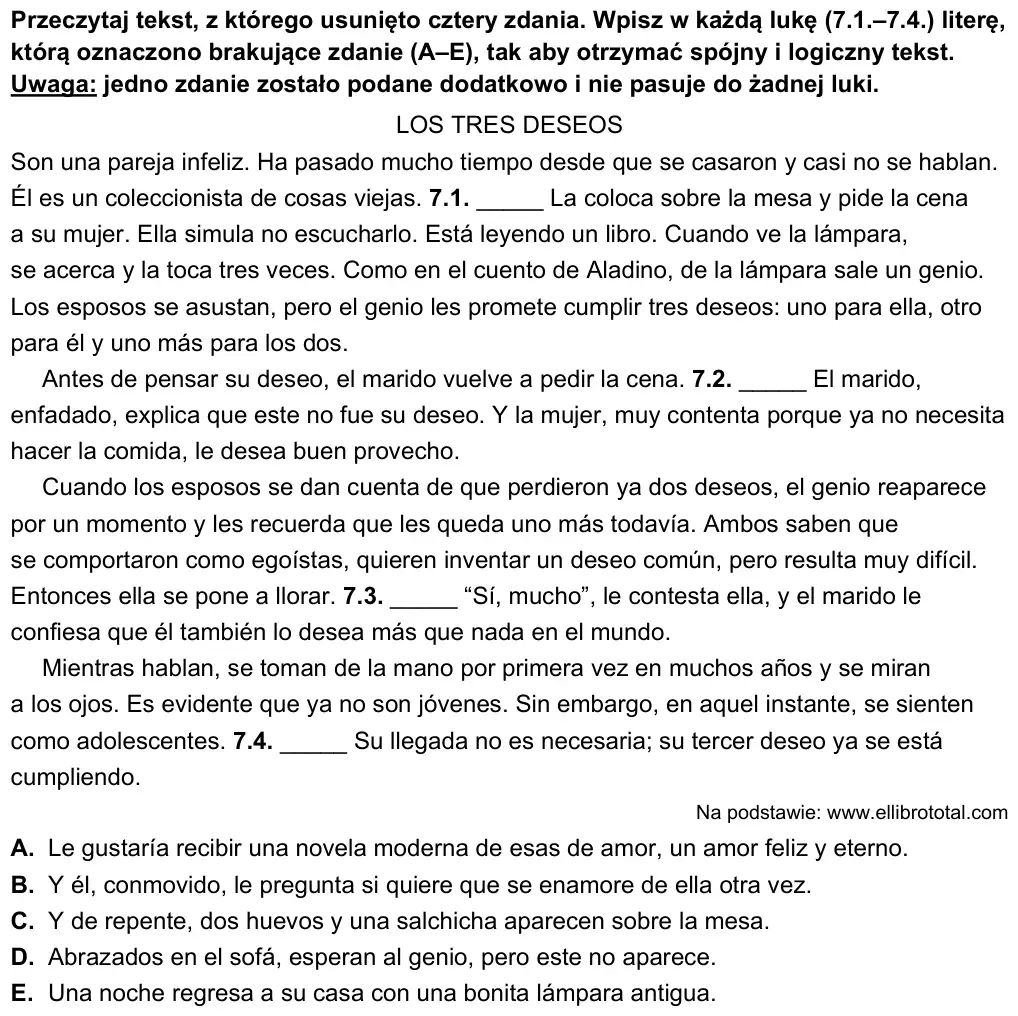 Przeczytaj tekst, z którego usunięto cztery zdania. Wpisz w każdą lukę (7.1.–7.4.) literę,
którą oznaczono brakujące zdanie (A–E), tak aby otrzymać spójny i logiczny tekst.
Uwaga: jedno zdanie zostało podane dodatkowo i nie pasuje do żadnej luki.
LOS TRES DESEOS
Son una pareja infeliz. Ha pasado mucho tiempo desde que se casaron y casi no se hablan.
Él es un coleccionista de cosas viejas. 7.1. _____ La coloca sobre la mesa y pide la cena
a su mujer. Ella simula no escucharlo. Está leyendo un libro. Cuando ve la lámpara,
se acerca y la toca tres veces. Como en el cuento de Aladino, de la lámpara sale un genio.
Los esposos se asustan, pero el genio les promete cumplir tres deseos: uno para ella, otro
para él y uno más para los dos.
Antes de pensar su deseo, el marido vuelve a pedir la cena. 7.2. _____ El marido,
enfadado, explica que este no fue su deseo. Y la mujer, muy contenta porque ya no necesita
hacer la comida, le desea buen provecho.
Cuando los esposos se dan cuenta de que perdieron ya dos deseos, el genio reaparece
por un momento y les recuerda que les queda uno más todavía. Ambos saben que
se comportaron como egoístas, quieren inventar un deseo común, pero resulta muy difícil.
Entonces ella se pone a llorar. 7.3. _____ “Sí, mucho”, le contesta ella, y el marido le
confiesa que él también lo desea más que nada en el mundo.
Mientras hablan, se toman de la mano por primera vez en muchos años y se miran
a los ojos. Es evidente que ya no son jóvenes. Sin embargo, en aquel instante, se sienten
como adolescentes. 7.4. _____ Su llegada no es necesaria; su tercer deseo ya se está
cumpliendo.
Na podstawie: www.ellibrototal.com
A. Le gustaría recibir una novela moderna de esas de amor, un amor feliz y eterno.
B. Y él, conmovido, le pregunta si quiere que se enamore de ella otra vez.
C. Y de repente, dos huevos y una salchicha aparecen sobre la mesa.
D. Abrazados en el sofá, esperan al genio, pero este no aparece.
E. Una noche regresa a su casa con una bonita lámpara antigua.